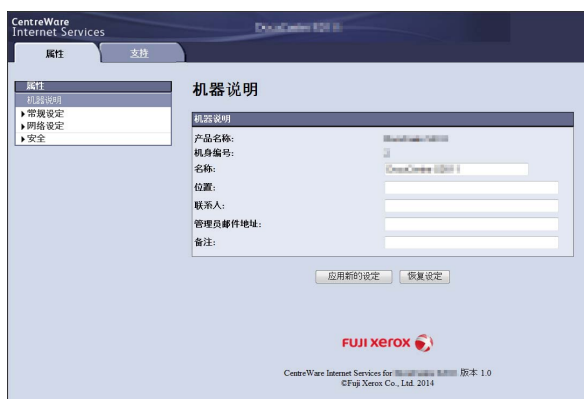 CentreWare
Internet Services
属性
支持
属性
机器说明
常规设定
网络设定
安全
机器说明
机器说明
产品名称:
机身编号:
名称:
位置:
联系人:
管理员邮件地址:
备注:
应用新的设定 恢复设定
FUJI xerox
CentreWare Internet Services for 版本 1.0
©Fuji Xerox Co., Ltd. 2014